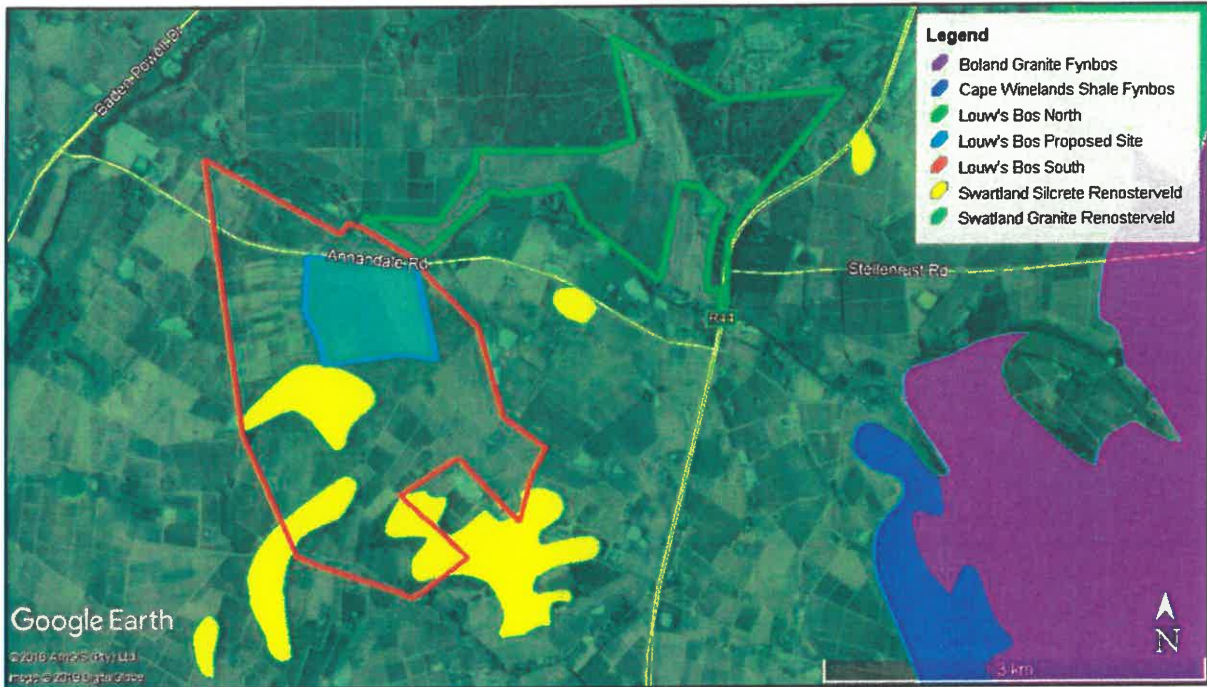 Legend
Boland Granite Fynbos
Cape Winelands Shale Fynbos
Louw's Bos North
Louw's Bos Proposed Site
Louw's Bos South
Swartland Silcrete Renosterveld
Swatland Granite Renosterveld
Baden Powell Dr
Annandale Rd
Stellenrust Rd
R44
Google Earth
3 km
N